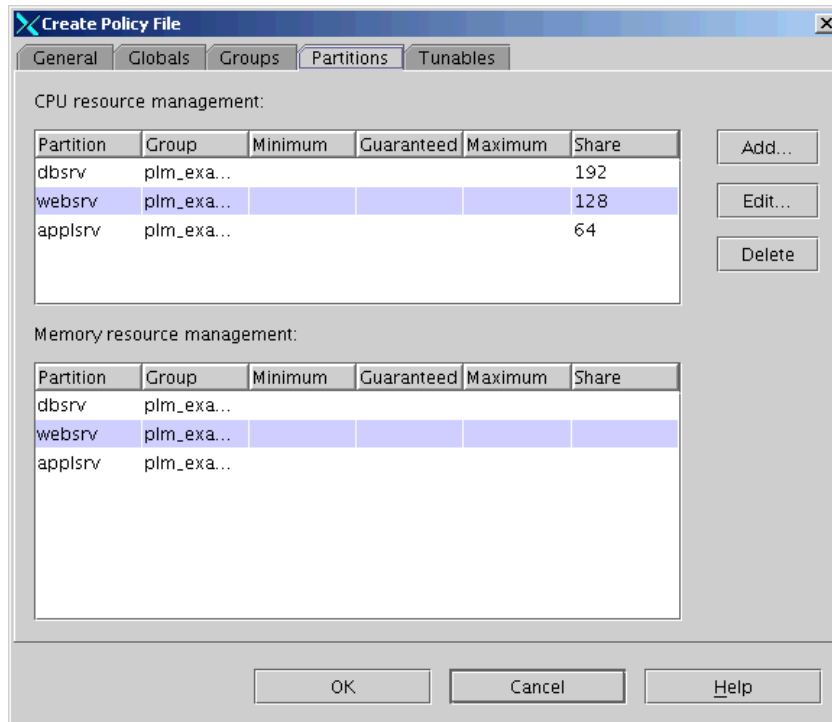 Create Policy File
General Globals Groups Partitions Tunables
CPU resource management:
Partition Group Minimum Guaranteed Maximum Share
dbsrv plm_exa... 192
websrv plm_exa... 128
applsrv plm_exa... 64
Add...
Edit...
Delete
Memory resource management:
Partition Group Minimum Guaranteed Maximum Share
dbsrv plm_exa...
websrv plm_exa...
applsrv plm_exa...
OK Cancel Help